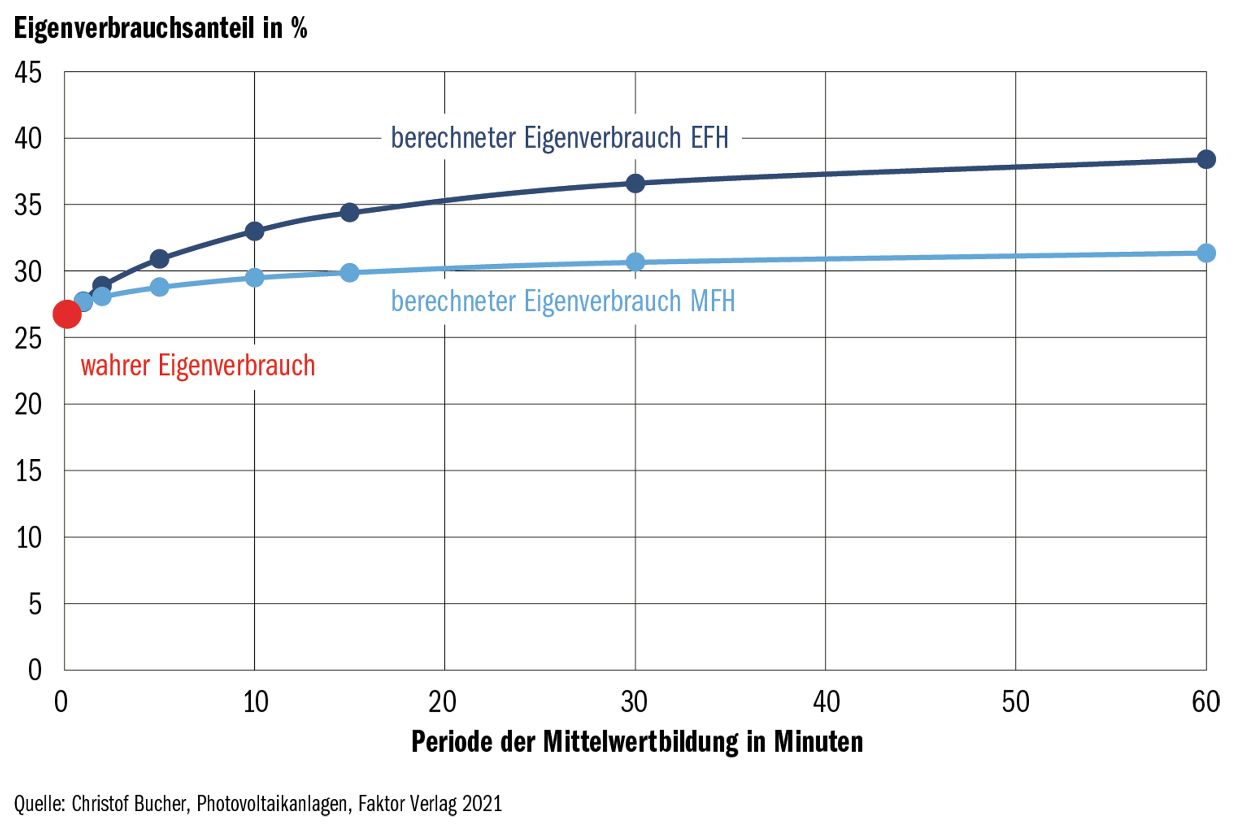 Eigenverbrauchsanteil in %
45
40
berechneter Eigenverbrauch EFH
35
30
berechneter Eigenverbrauch MFH
25
wahrer Eigenverbrauch
20
15
10
5
0
0 10 20 30 40 50 60
Periode der Mittelwertbildung in Minuten
Quelle: Christof Bucher, Photovoltaikanlagen, Faktor Verlag 2021